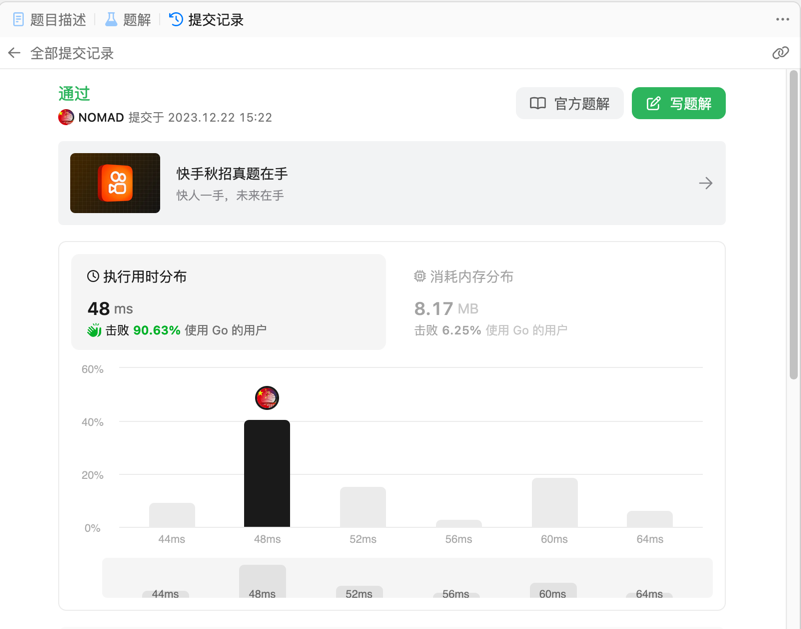 题目描述 题解 提交记录
全部提交记录
通过
NOMAD 提交于 2023.12.22 15:22
官方题解
写题解
快手秋招真题在手
快人一手，未来在手
执行用时分布
48 ms
击败 90.63% 使用 Go 的用户
消耗内存分布
8.17 MB
击败 6.25% 使用 Go 的用户
60%
40%
20%
0%
44ms 48ms 52ms 56ms 60ms 64ms
44ms 48ms 52ms 56ms 60ms 64ms